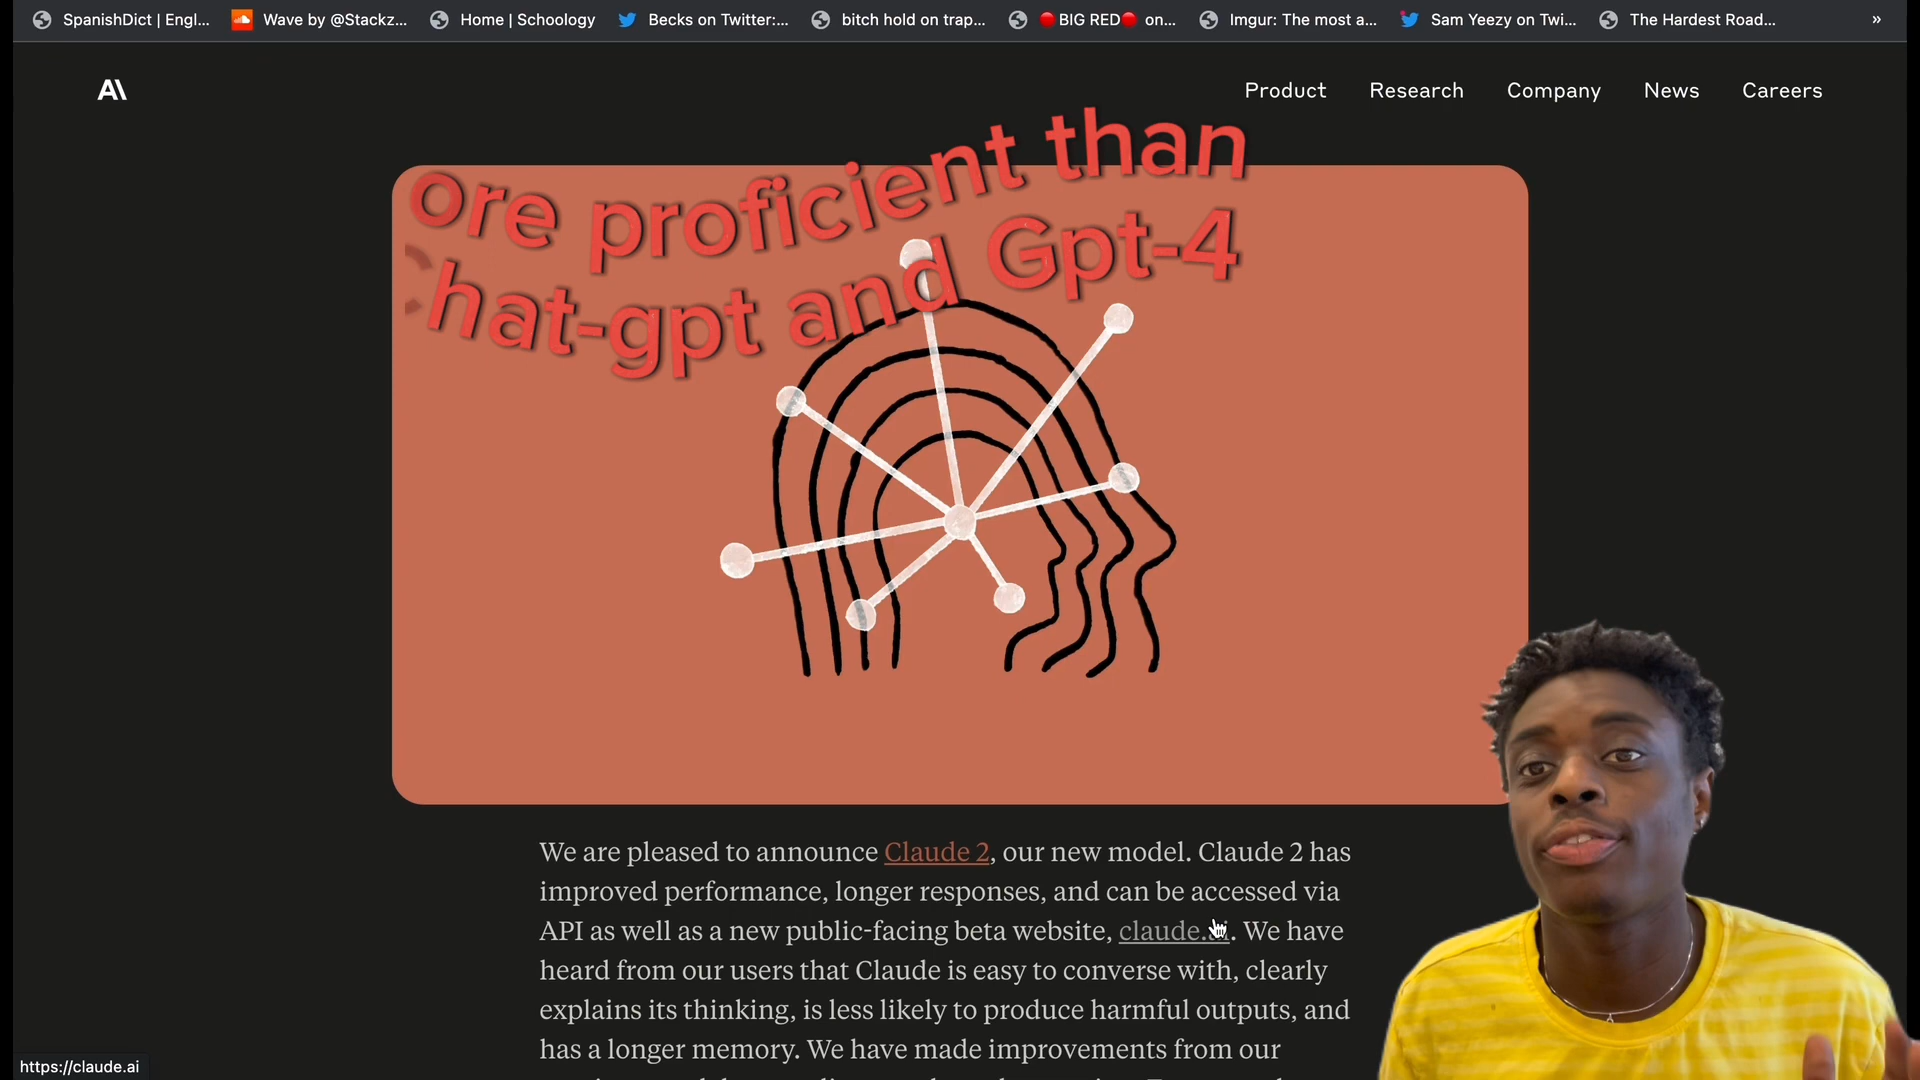 SpanishDict | Engl... Wave by @Stackz... Home | Schoology Becks on Twitter:... bitch hold on trap... 🔴BIG RED🔴 on... Imgur: The most a... Sam Yeezy on Twi... The Hardest Road... »
A\ Product Research Company News Careers
ore proficient than
hat-gpt and Gpt-4
We are pleased to announce Claude 2, our new model. Claude 2 has
improved performance, longer responses, and can be accessed via
API as well as a new public-facing beta website, claude.ai. We have
heard from our users that Claude is easy to converse with, clearly
explains its thinking, is less likely to produce harmful outputs, and
has a longer memory. We have made improvements from our
https://claude.ai